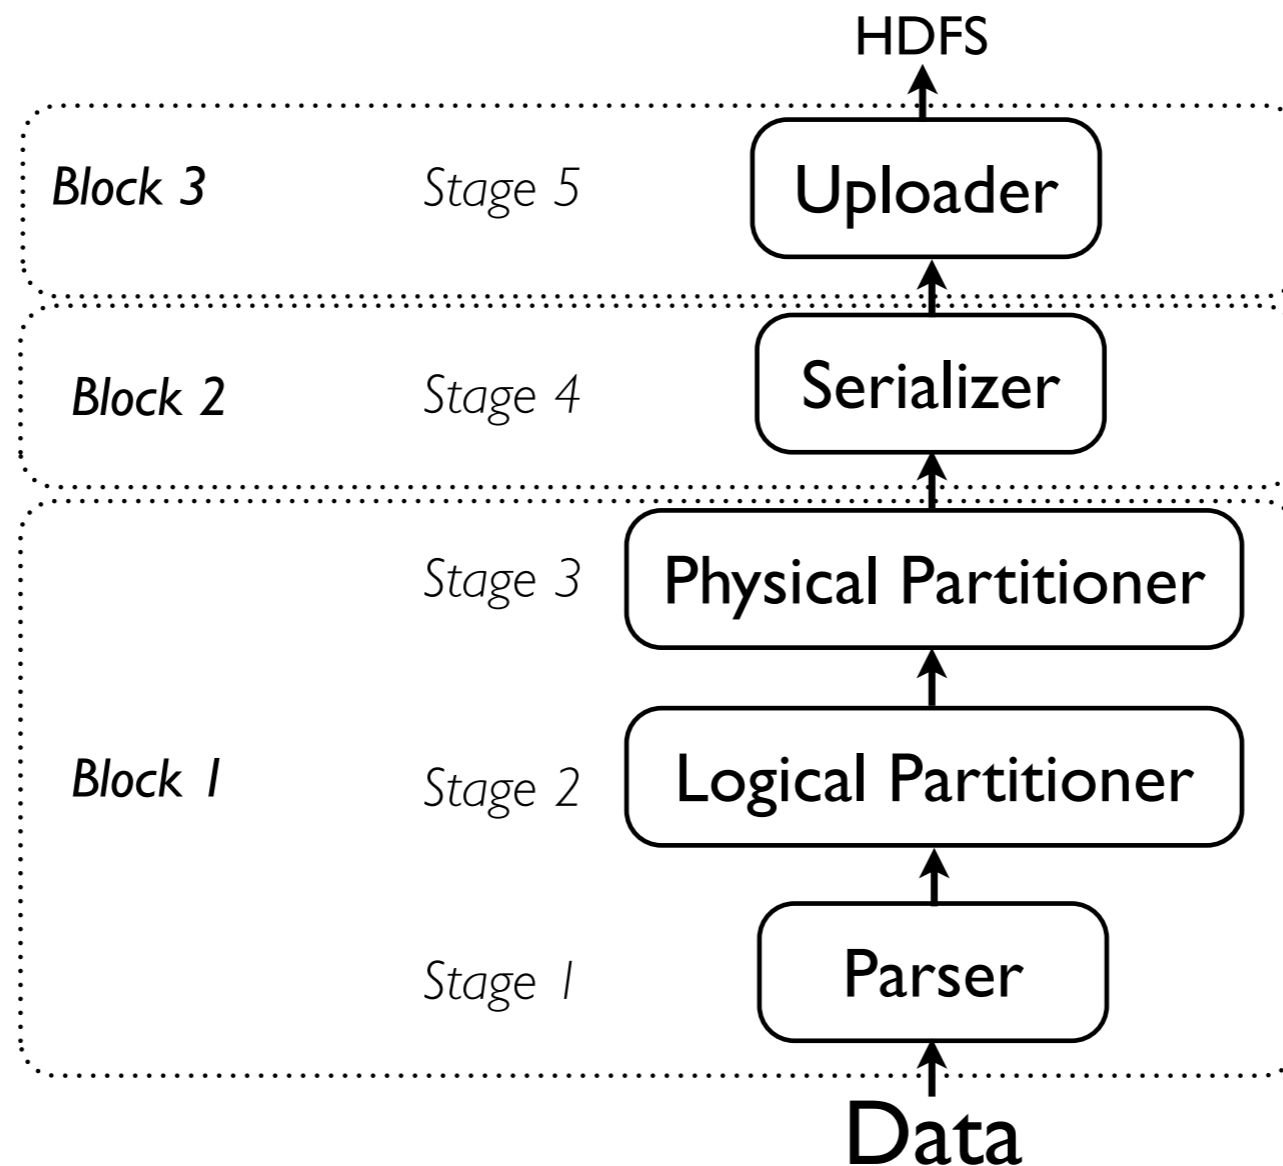 HDFS
Block 3 Stage 5 Uploader
Block 2 Stage 4 Serializer
Stage 3 Physical Partitioner
Block 1 Stage 2 Logical Partitioner
Stage 1 Parser
Data